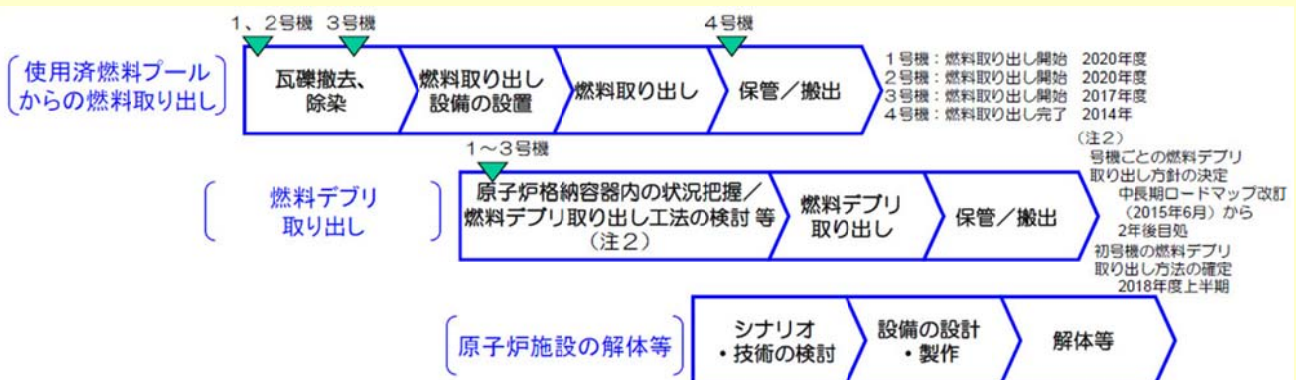 1、2号機 3号機
4号機
使用済燃料プール
からの燃料取り出し
瓦礫撤去、
除染
燃料取り出し
設備の設置
燃料取り出し
保管/搬出
1号機:燃料取り出し開始 2020年度
2号機:燃料取り出し開始 2020年度
3号機:燃料取り出し開始 2017年度
4号機:燃料取り出し完了 2014年
1~3号機
燃料デブリ
取り出し
原子炉格納容器内の状況把握/
燃料デブリ取り出し工法の検討 等
(注2)
燃料デブリ
取り出し
保管/搬出
(注2)
号機ごとの燃料デブリ
取り出し方針の決定
中長期ロードマップ改訂
(2015年6月)から
2年後目処
初号機の燃料デブリ
取り出し方法の確定
2018年度上半期
原子炉施設の解体等
シナリオ
・技術の検討
設備の設計
・製作
解体等